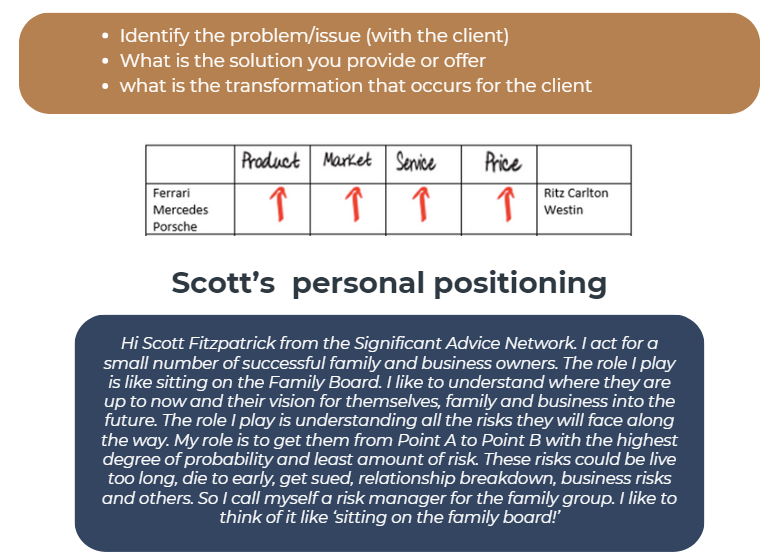 • Identify the problem/issue (with the client)
• What is the solution you provide or offer
• what is the transformation that occurs for the client
Product Market Service Price
Ferrari
Mercedes
Porsche
Ritz Carlton
Westin
Scott's personal positioning
Hi Scott Fitzpatrick from the Significant Advice Network. I act for a
small number of successful family and business owners. The role I play
is like sitting on the Family Board. I like to understand where they are
up to now and their vision for themselves, family and business into the
future. The role I play is understanding all the risks they will face along
the way. My role is to get them from Point A to Point B with the highest
degree of probability and least amount of risk. These risks could be live
too long, die to early, get sued, relationship breakdown, business risks
and others. So I call myself a risk manager for the family group. I like to
think of it like 'sitting on the family board!'